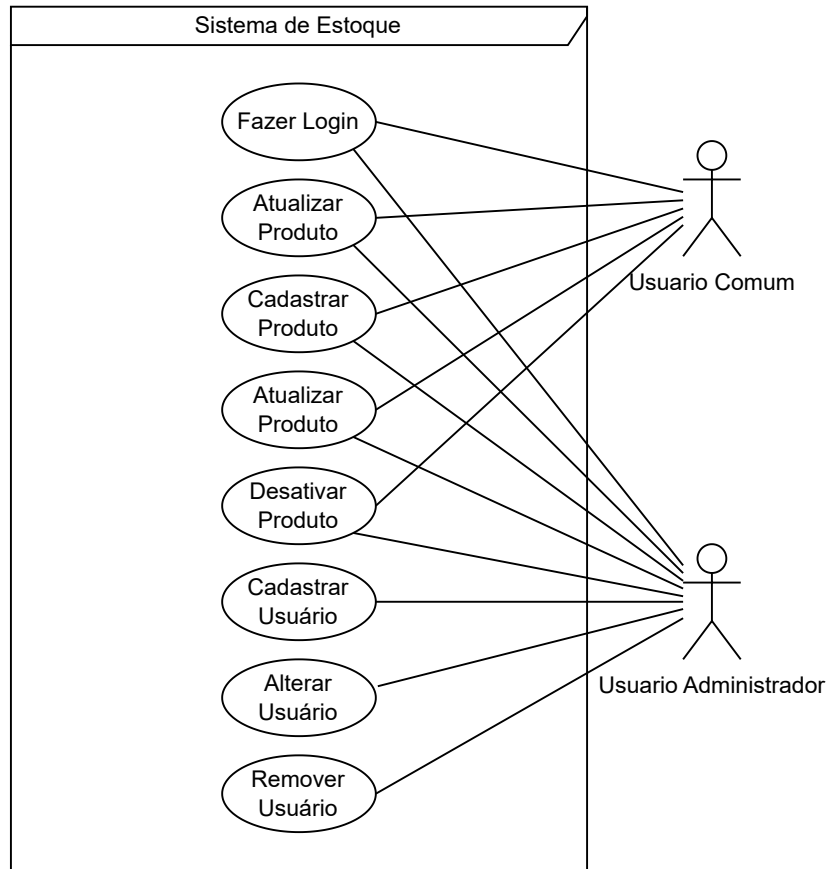 Sistema de Estoque
Fazer Login
Atualizar
Produto
Cadastrar
Produto
Atualizar
Produto
Desativar
Produto
Cadastrar
Usuário
Alterar
Usuário
Remover
Usuário
Usuario Comum
Usuario Administrador